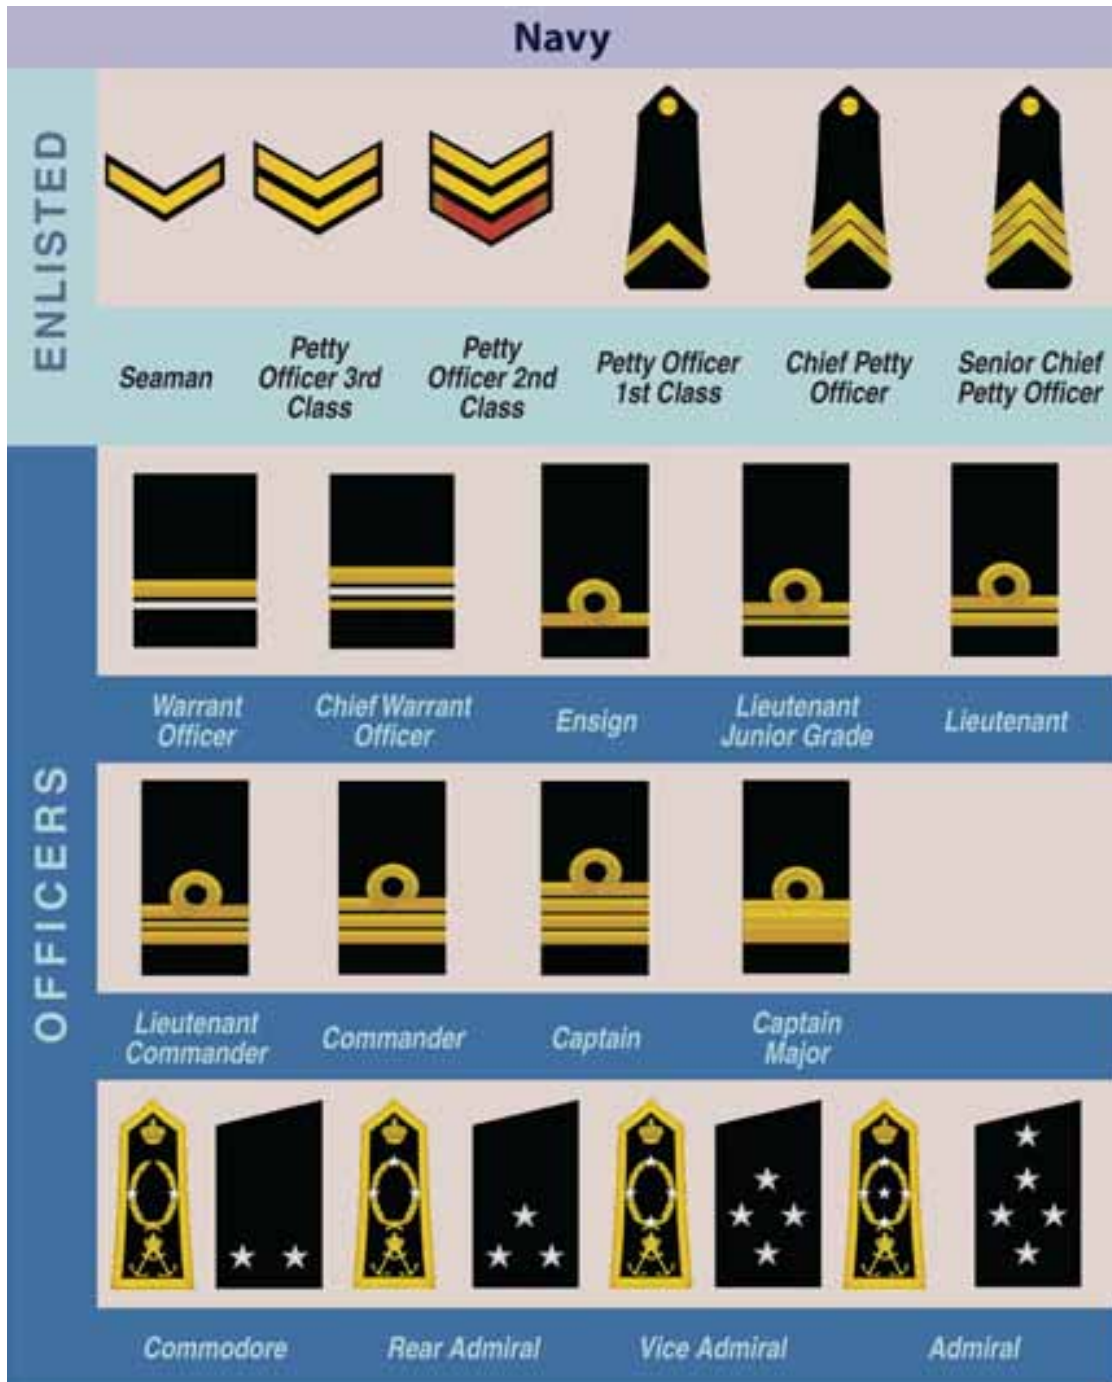 Navy
ENLISTED
Seaman
Petty
Officer 3rd
Class
Petty
Officer 2nd
Class
Petty Officer
1st Class
Chief Petty
Officer
Senior Chief
Petty Officer
OFFICERS
Warrant
Officer
Chief Warrant
Officer
Ensign
Lieutenant
Junior Grade
Lieutenant
Lieutenant
Commander
Commander
Captain
Captain
Major
Commodore
Rear Admiral
Vice Admiral
Admiral